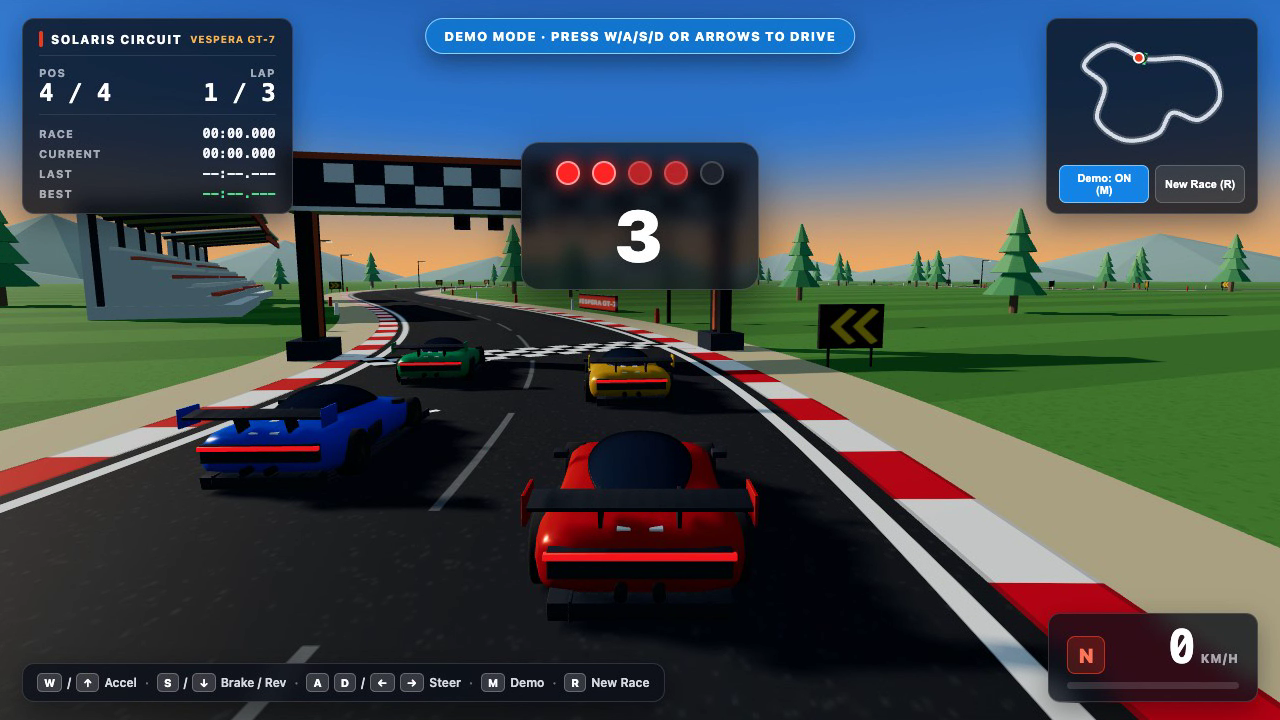 SOLARIS CIRCUIT VESPERA GT-7
POS LAP
4 / 4 1 / 3
RACE 00:00.000
CURRENT 00:00.000
LAST --:--.---
BEST --:--.---
DEMO MODE · PRESS W/A/S/D OR ARROWS TO DRIVE
3
Demo: ON
(M)
New Race (R)
VESPERA GT-7
W / ↑ Accel · S / ↓ Brake / Rev · A D / ← → Steer · M Demo · R New Race
N 0 KM/H